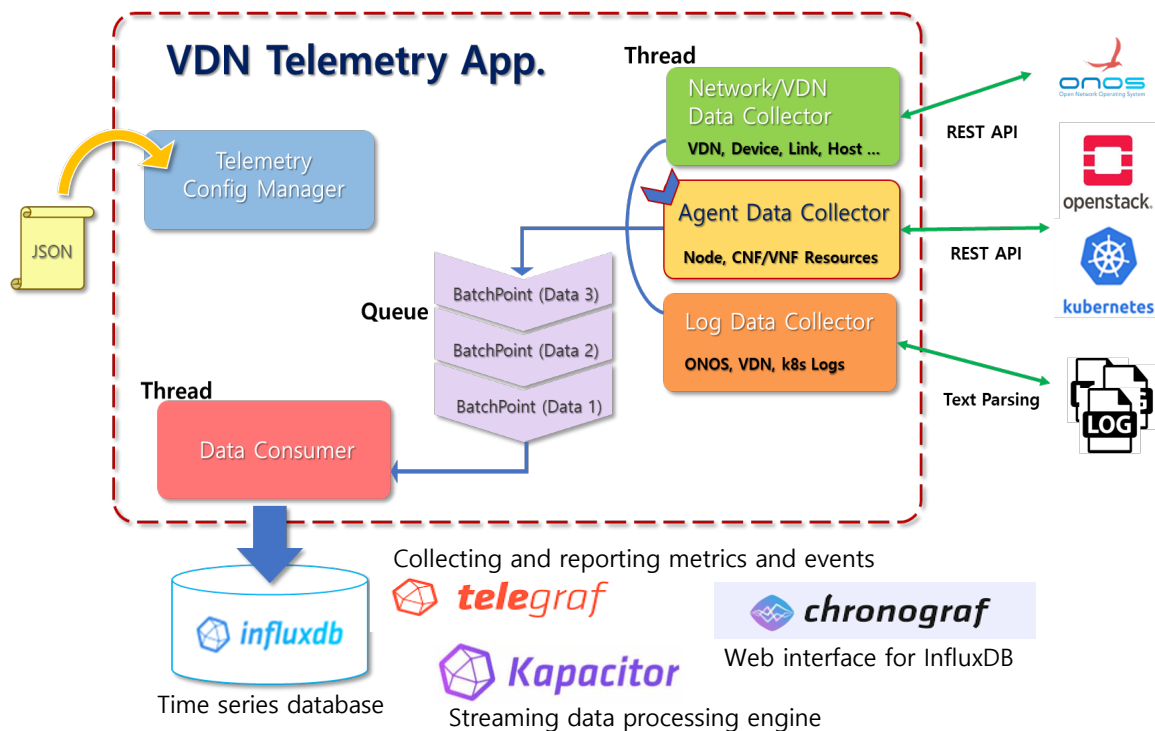 VDN Telemetry App.
Thread
Network/VDN
Data Collector
VDN, Device, Link, Host ...
REST API
ONOS
Open Network Operating System
Telemetry
Config Manager
JSON
Agent Data Collector
Node, CNF/VNF Resources
REST API
openstack.
kubernetes
Queue
BatchPoint (Data 3)
BatchPoint (Data 2)
BatchPoint (Data 1)
Log Data Collector
ONOS, VDN, k8s Logs
Text Parsing
LOG
Thread
Data Consumer
Collecting and reporting metrics and events
telegraf
influxdb
chronograf
Web interface for InfluxDB
Kapacitor
Time series database
Streaming data processing engine